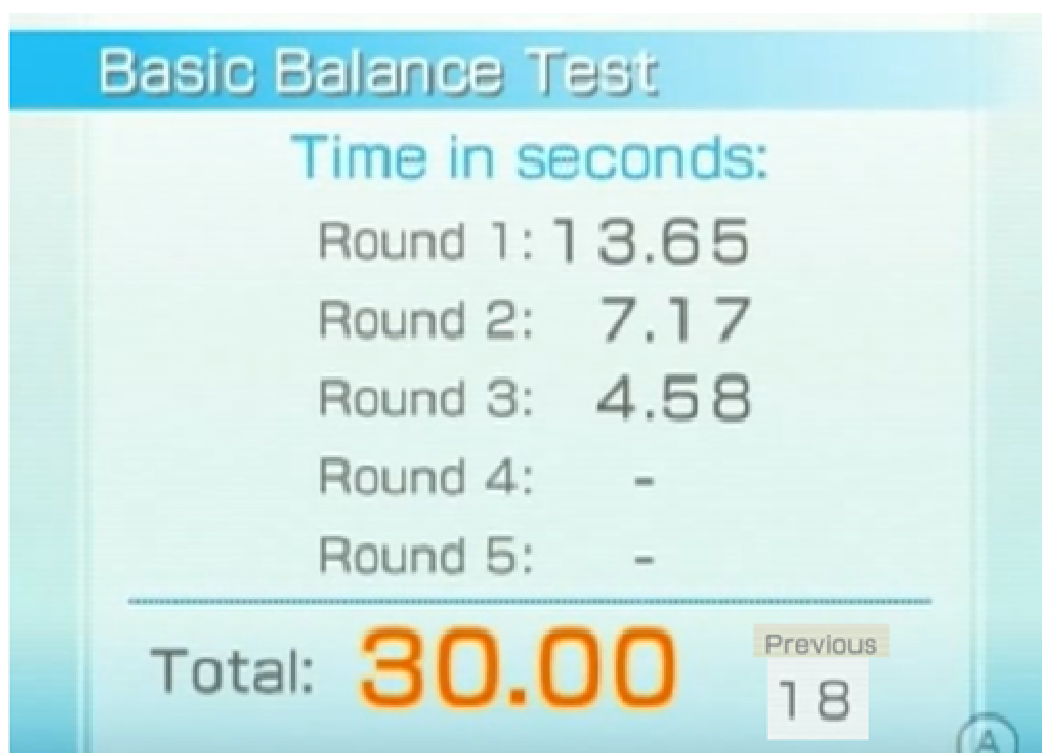 Basic Balance Test
Time in seconds:
Round 1: 13.65
Round 2: 7.17
Round 3: 4.58
Round 4: -
Round 5: -
Total: 30.00
Previous
18
A